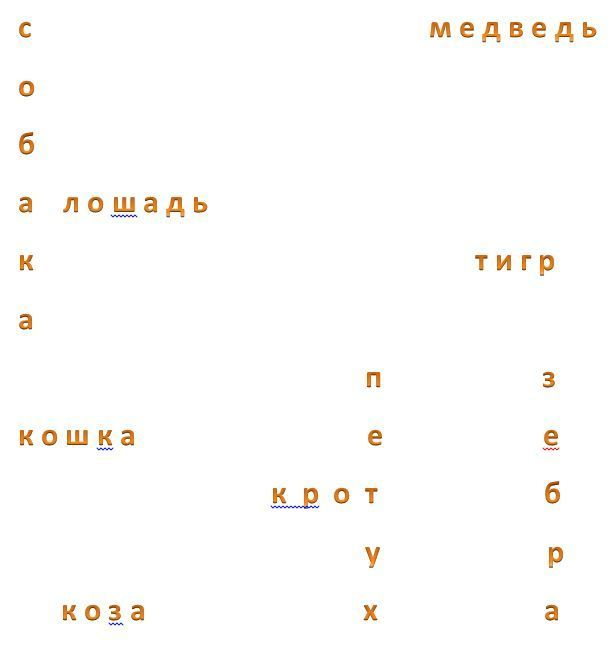 с медведь
о
б
а лошадь
к тигр
а
п з
кошка е е
крот б
у р
коза х а